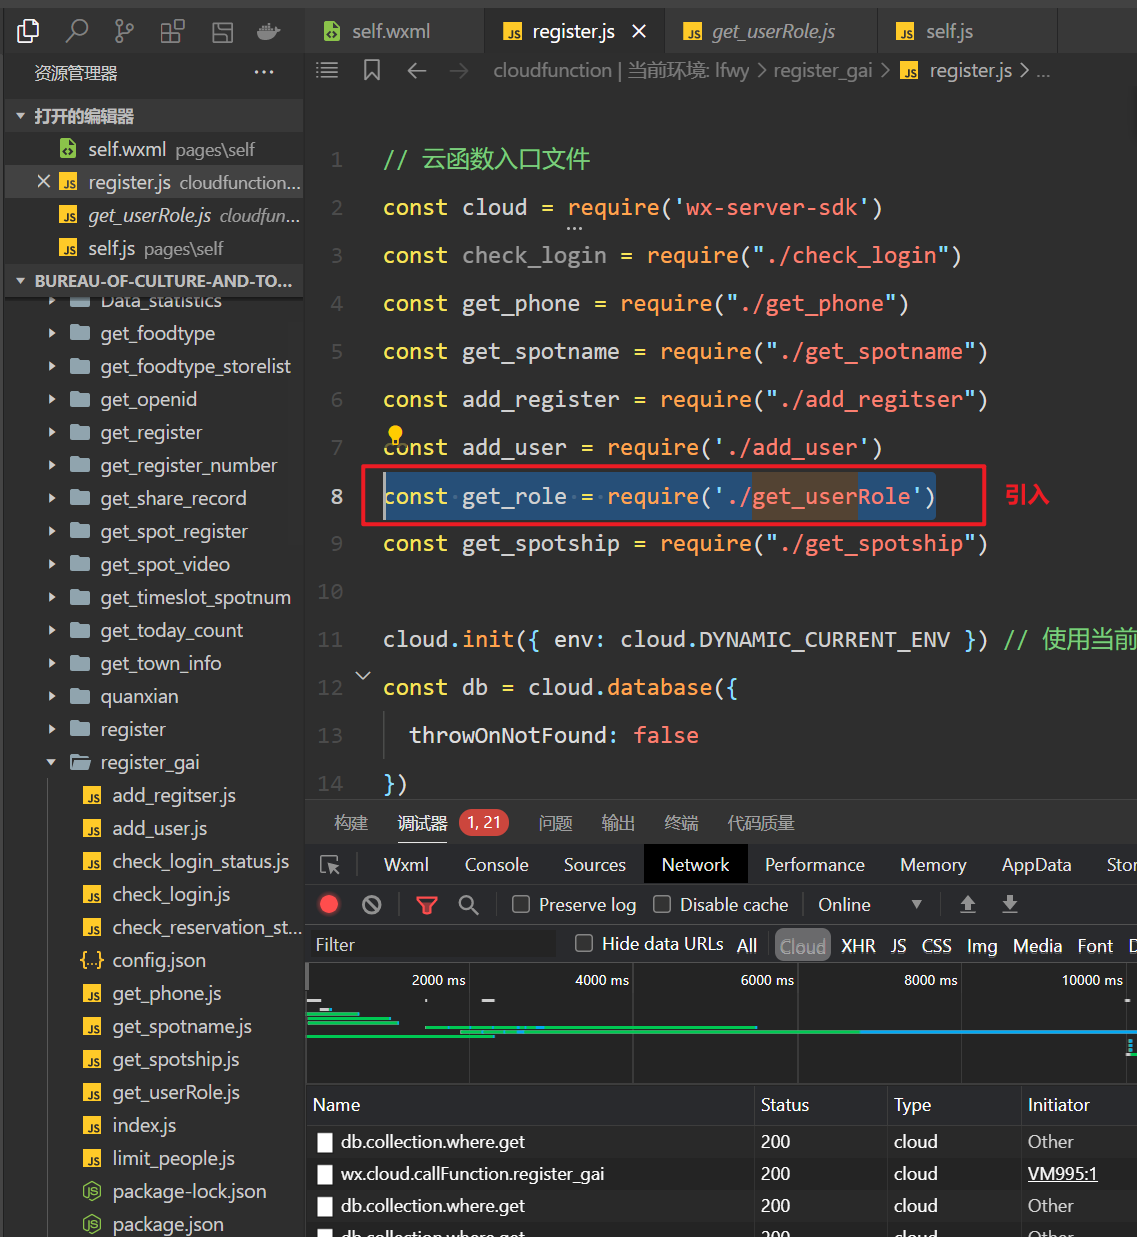 self.wxml
register.js
get_userRole.js
self.js
资源管理器
cloudfunction | 当前环境: lfwy
register_gai
register.js
...
打开的编辑器
self.wxml pages\self
register.js cloudfunction...
get_userRole.js cloudfun...
self.js pages\self
BUREAU-OF-CULTURE-AND-TO...
Data_statistics
get_foodtype
get_foodtype_storelist
get_openid
get_register
get_register_number
get_share_record
get_spot_register
get_spot_video
get_timeslot_spotnum
get_today_count
get_town_info
quanxian
register
register_gai
add_regitser.js
add_user.js
check_login_status.js
check_login.js
check_reservation_st...
config.json
get_phone.js
get_spotname.js
get_spotship.js
get_userRole.js
index.js
limit_people.js
package-lock.json
package.json
1 // 云函数入口文件
2 const cloud = require('wx-server-sdk')
3 const check_login = require("./check_login")
4 const get_phone = require("./get_phone")
5 const get_spotname = require("./get_spotname")
6 const add_register = require("./add_regitser")
7 const add_user = require('./add_user')
8 const get_role = require('./get_userRole')
引入
9 const get_spotship = require("./get_spotship")
10
11 cloud.init({ env: cloud.DYNAMIC_CURRENT_ENV }) // 使用当前
12 const db = cloud.database({
13 throwOnNotFound: false
14 })
构建 调试器 1, 21 问题 输出 终端 代码质量
Wxml Console Sources Network Performance Memory AppData Stor
Preserve log Disable cache Online
Filter Hide data URLs All Cloud XHR JS CSS Img Media Font D
2000 ms 4000 ms 6000 ms 8000 ms 10000 ms
Name Status Type Initiator
db.collection.where.get 200 cloud Other
wx.cloud.callFunction.register_gai 200 cloud VM995:1
db.collection.where.get 200 cloud Other
db.collection.where.get 200 cloud Other